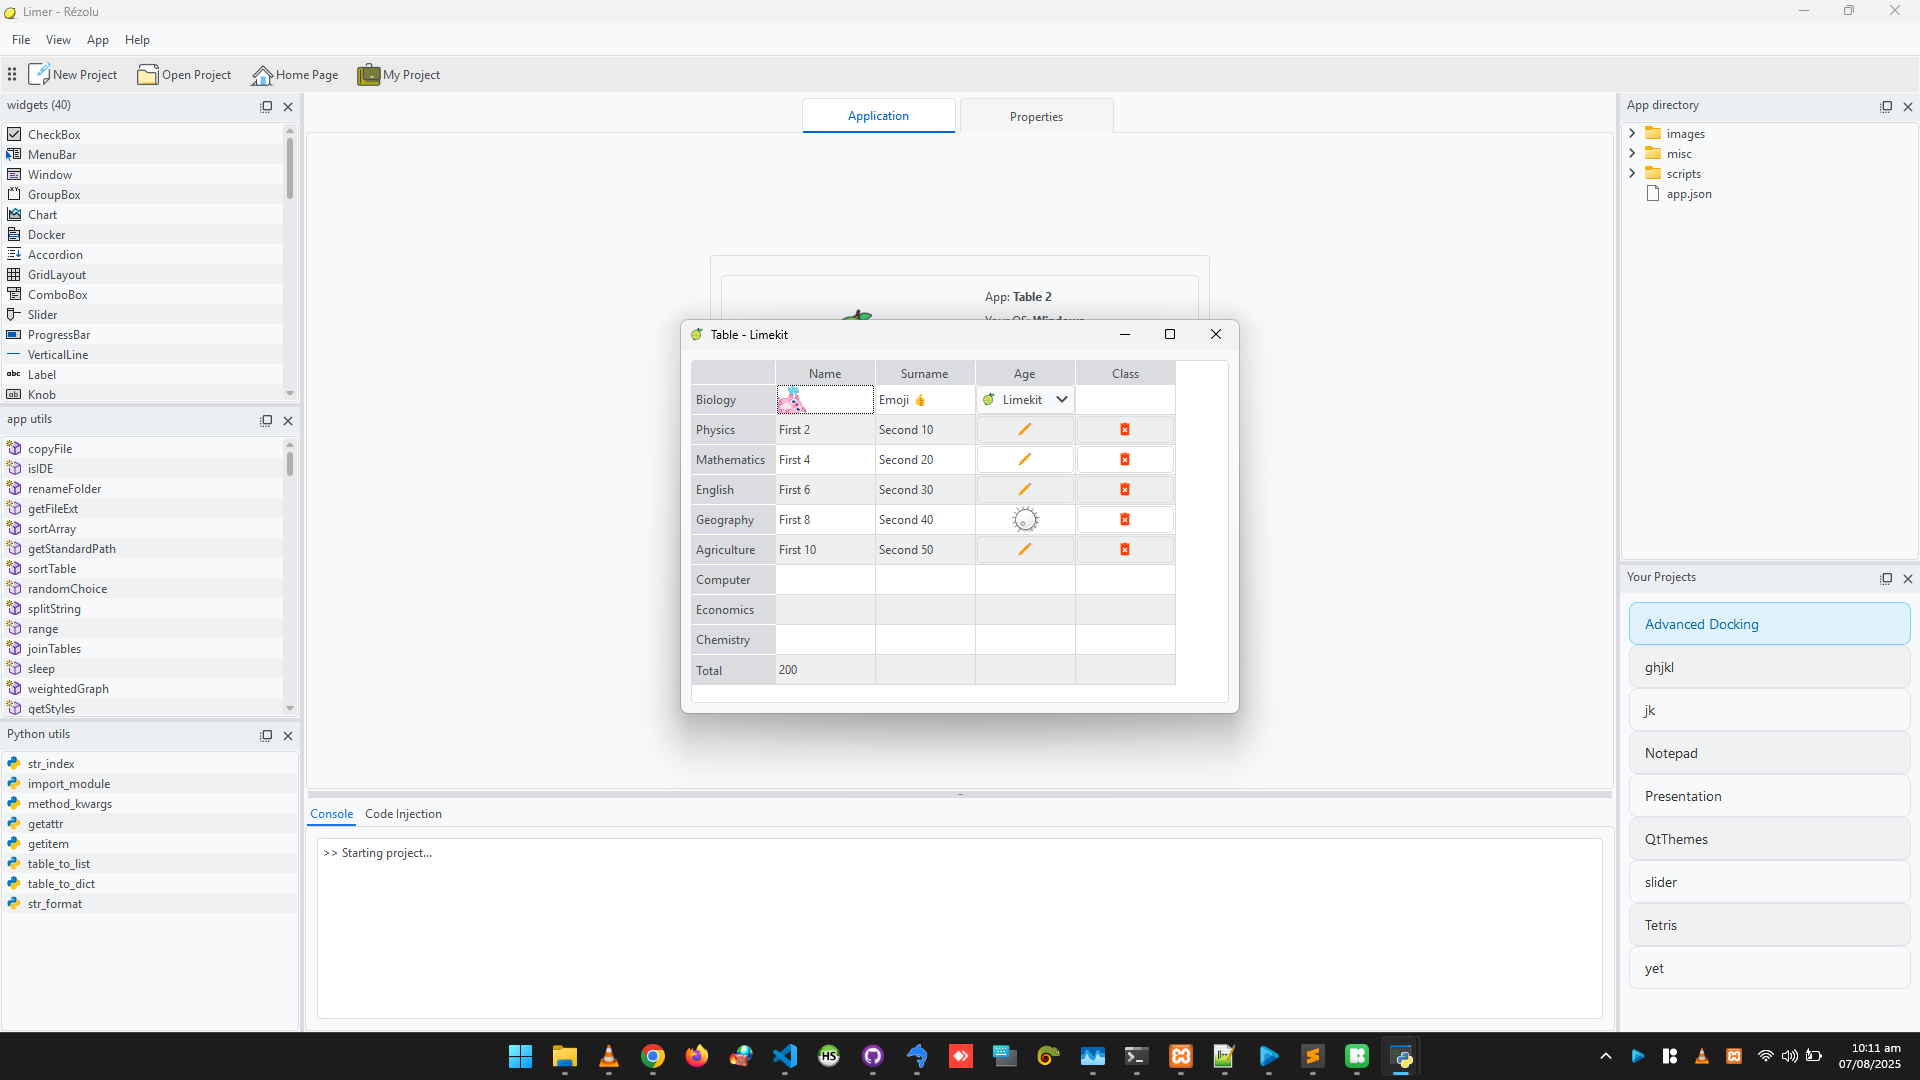 Limer - Rézolu
File View App Help
New Project Open Project Home Page My Project
widgets (40)
CheckBox
MenuBar
Window
GroupBox
Chart
Docker
Accordion
GridLayout
ComboBox
Slider
ProgressBar
VerticalLine
abc Label
ab Knob
app utils
copyFile
isIDE
renameFolder
getFileExt
sortArray
getStandardPath
sortTable
randomChoice
splitString
range
joinTables
sleep
weightedGraph
getStyles
Python utils
str_index
import_module
method_kwargs
getattr
getitem
table_to_list
table_to_dict
str_format
Application Properties
App: Table 2
Your OS: Windows
Table - Limekit
Name Surname Age Class
Biology Emoji 👍 Limekit
Physics First 2 Second 10
Mathematics First 4 Second 20
English First 6 Second 30
Geography First 8 Second 40
Agriculture First 10 Second 50
Computer
Economics
Chemistry
Total 200
Console Code Injection
>> Starting project...
App directory
images
misc
scripts
app.json
Your Projects
Advanced Docking
ghjkl
jk
Notepad
Presentation
QtThemes
slider
Tetris
yet
HS
10:11 am
07/08/2025